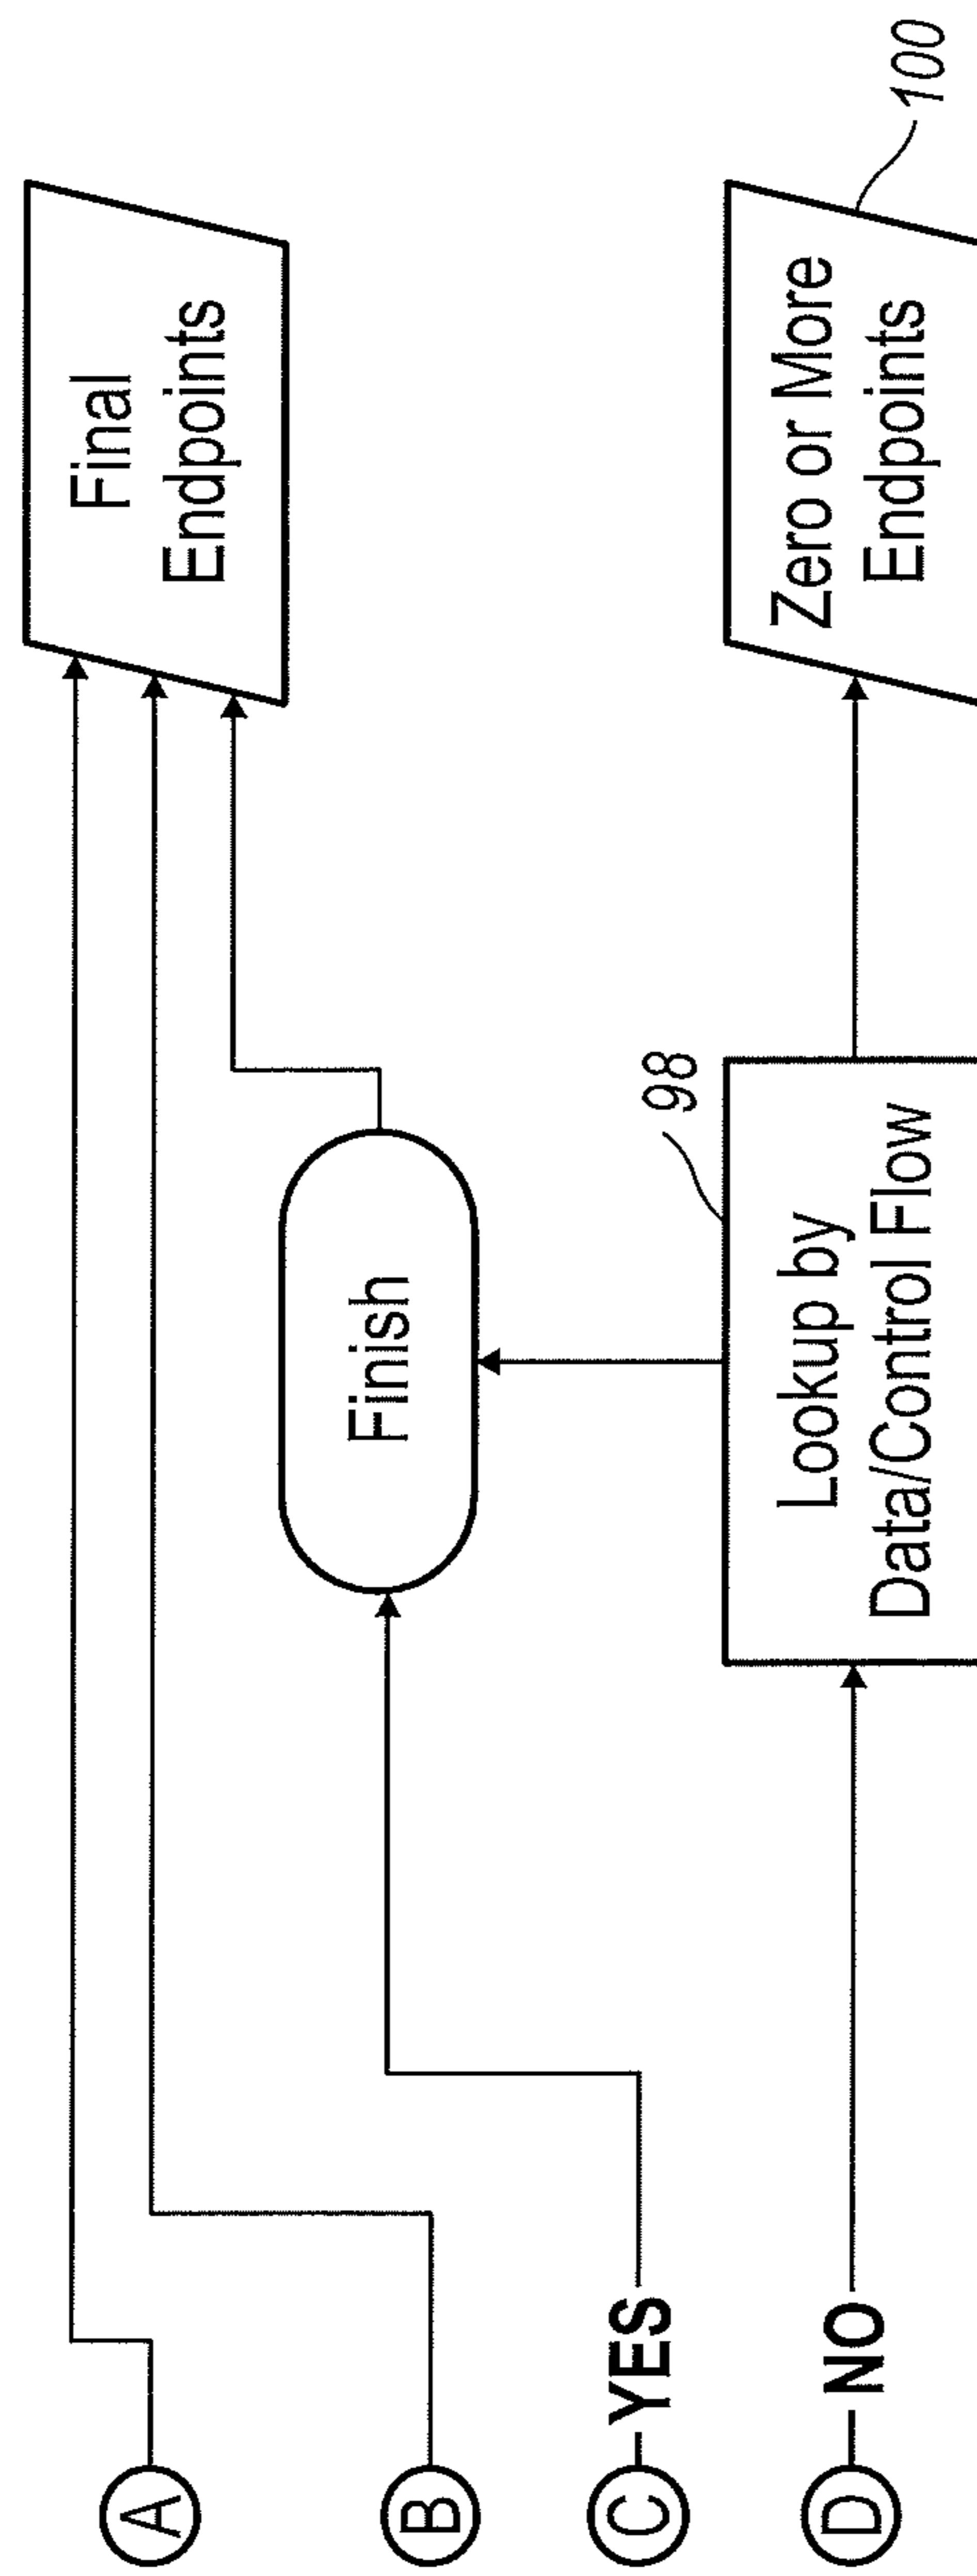 A
Final
Endpoints
B
Finish
C
YES
98
100
D
NO
Lookup by
Data/Control Flow
Zero or More
Endpoints